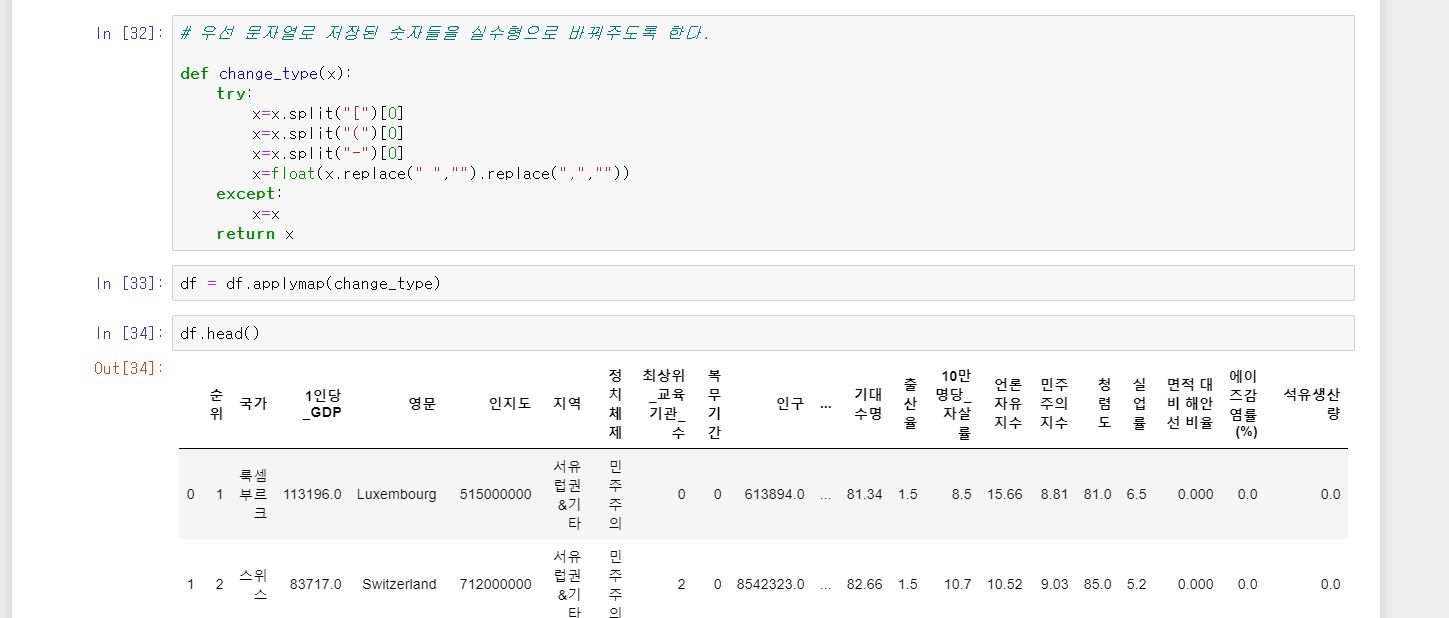 In [32]:
# 우선 문자열로 저장된 숫자들을 실수형으로 바꿔주도록 한다.
def change_type(x):
try:
x=x.split("[")[0]
x=x.split("(")[0]
x=x.split("-")[0]
x=float(x.replace(" ","").replace(",",""))
except:
x=x
return x
In [33]:
df = df.applymap(change_type)
In [34]:
df.head()
Out[34]:
순위 국가 1인당_GDP 영문 인지도 지역 정치체제 최상위_교육기관_수 복무기간 인구 ... 기대수명 출산율 10만명당_자살률 언론자유지수 민주주의지수 청렴도 실업률 면적 대비 해안선 비율 에이즈감염률(%) 석유생산량
0 1 룩셈부르크 113196.0 Luxembourg 515000000 서유럽권&기타 민주주의 0 0 613894.0 ... 81.34 1.5 8.5 15.66 8.81 81.0 6.5 0.000 0.0 0.0
1 2 스위스 83717.0 Switzerland 712000000 서유럽권&기타 민주주의 2 0 8542323.0 ... 82.66 1.5 10.7 10.52 9.03 85.0 5.2 0.000 0.0 0.0